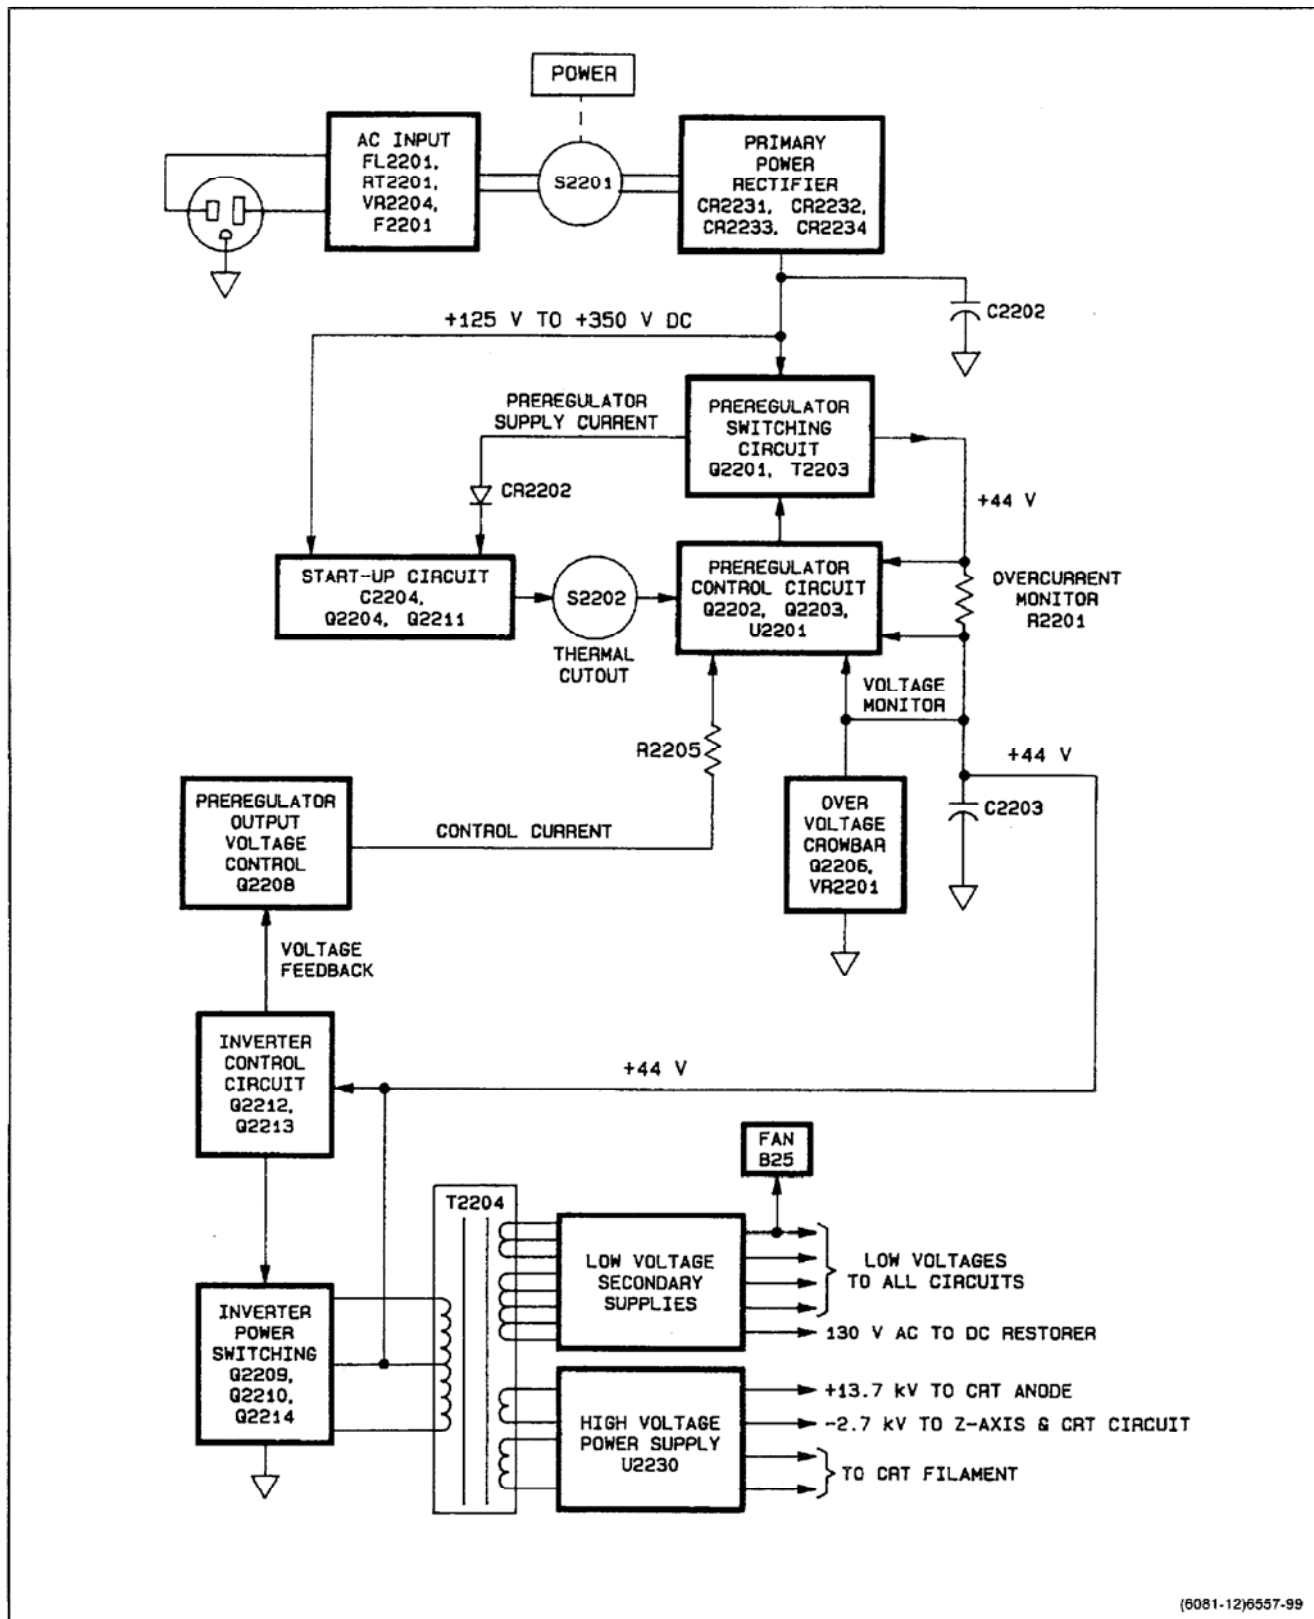 POWER
AC INPUT
FL2201,
RT2201,
VR2204,
F2201
S2201
PRIMARY
POWER
RECTIFIER
CR2231, CR2232,
CR2233, CR2234
C2202
+125 V TO +350 V DC
PREREGULATOR
SUPPLY CURRENT
PREREGULATOR
SWITCHING
CIRCUIT
Q2201, T2203
CR2202
+44 V
START-UP CIRCUIT
C2204,
Q2204, Q2211
S2202
THERMAL
CUTOUT
PREREGULATOR
CONTROL CIRCUIT
Q2202, Q2203,
U2201
OVERCURRENT
MONITOR
R2201
VOLTAGE
MONITOR
R2205
+44 V
PREREGULATOR
OUTPUT
VOLTAGE
CONTROL
Q2208
CONTROL CURRENT
OVER
VOLTAGE
CROWBAR
Q2206,
VR2201
C2203
VOLTAGE
FEEDBACK
INVERTER
CONTROL
CIRCUIT
Q2212,
Q2213
+44 V
FAN
B25
T2204
LOW VOLTAGE
SECONDARY
SUPPLIES
LOW VOLTAGES
TO ALL CIRCUITS
130 V AC TO DC RESTORER
INVERTER
POWER
SWITCHING
Q2209,
Q2210,
Q2214
HIGH VOLTAGE
POWER SUPPLY
U2230
+13.7 kV TO CRT ANODE
-2.7 kV TO Z-AXIS & CRT CIRCUIT
TO CRT FILAMENT
(6081-12)6557-99